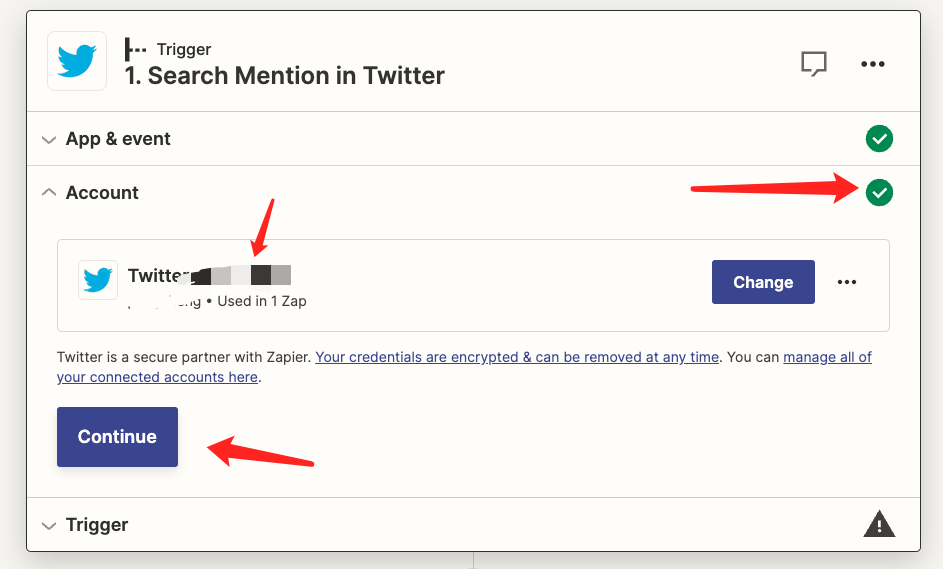 Trigger
1. Search Mention in Twitter
App & event
Account
Twitter
• Used in 1 Zap
Change
Twitter is a secure partner with Zapier. Your credentials are encrypted & can be removed at any time. You can manage all of
your connected accounts here.
Continue
Trigger